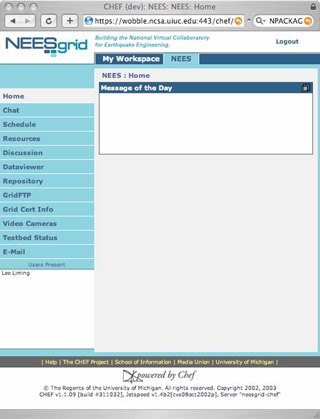 CHEF (dev): NEES: NEES: Home
https://wobble.ncsa.uiuc.edu:443/chef/
NPACKAG
NEESgrid
Building the National Virtual Collaboratory
for Earthquake Engineering.
Logout
My Workspace
NEES
NEES : Home
Message of the Day
Home
Chat
Schedule
Resources
Discussion
Dataviewer
Repository
GridFTP
Grid Cert Info
Video Cameras
Testbed Status
E-Mail
Users Present
Lee Liming
| Help | The CHEF Project | School of Information | Media Union | University of Michigan |
powered by Chef
© The Regents of the University of Michigan. All rights reserved. Copyright 2002, 2003
CHEF v1.1.09 [build #311032], Jetspeed v1.4b2[cvs08oct2002p], Server "neesgrid-chef"